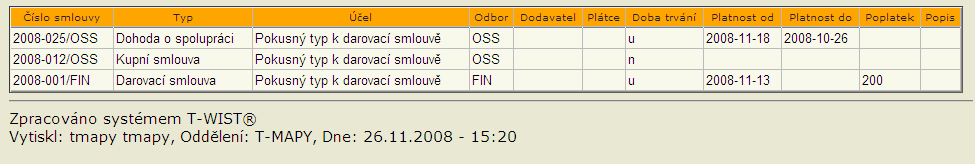 Číslo smlouvy Typ Účel Odbor Dodavatel Plátce Doba trvání Platnost od Platnost do Poplatek Popis
2008-025/OSS Dohoda o spolupráci Pokusný typ k darovací smlouvě OSS u 2008-11-18 2008-10-26
2008-012/OSS Kupní smlouva Pokusný typ k darovací smlouvě OSS n
2008-001/FIN Darovací smlouva Pokusný typ k darovací smlouvě FIN u 2008-11-13 200
Zpracováno systémem T-WIST®
Vytiskl: tmapy tmapy, Oddělení: T-MAPY, Dne: 26.11.2008 - 15:20